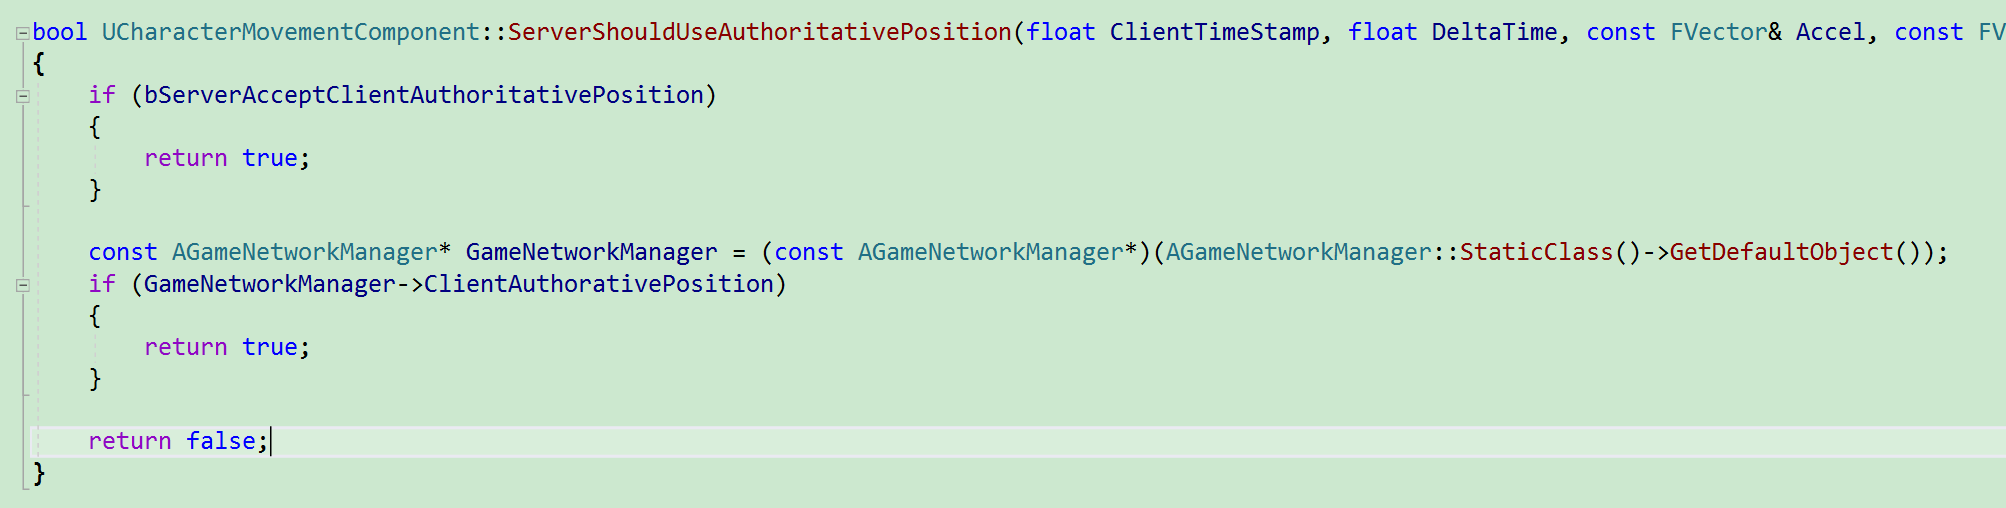 bool UCharacterMovementComponent::ServerShouldUseAuthoritativePosition(float ClientTimeStamp, float DeltaTime, const FVector& Accel, const FV
{
    if (bServerAcceptClientAuthoritativePosition)
    {
        return true;
    }

    const AGameNetworkManager* GameNetworkManager = (const AGameNetworkManager*)(AGameNetworkManager::StaticClass()->GetDefaultObject());
    if (GameNetworkManager->ClientAuthorativePosition)
    {
        return true;
    }

    return false;
}